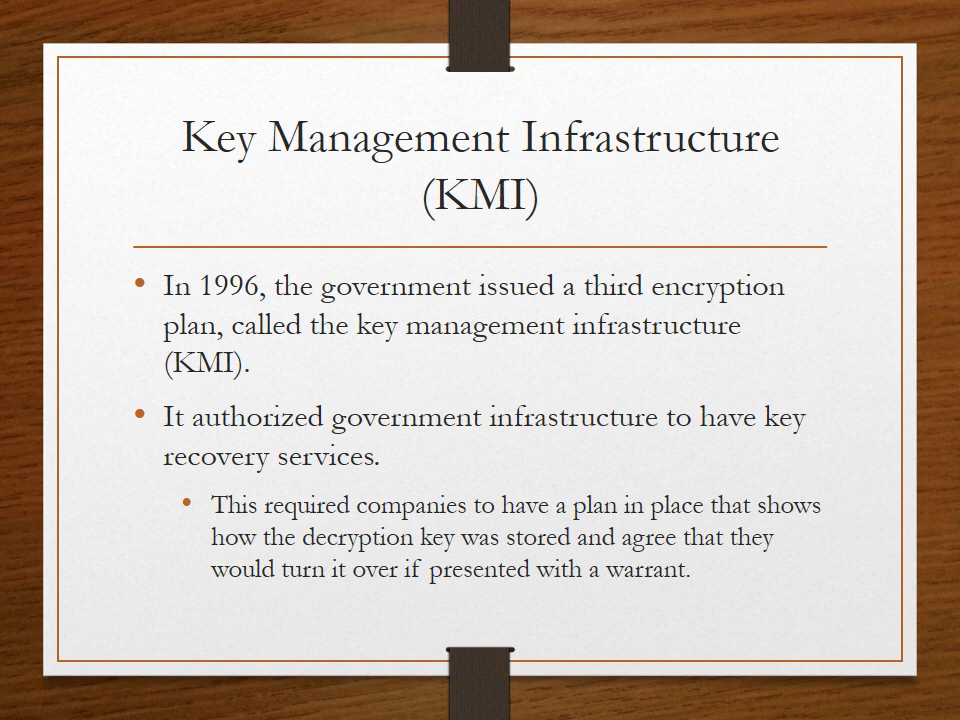 Key Management Infrastructure
(KMI)
• In 1996, the government issued a third encryption
plan, called the key management infrastructure
(KMI).
• It authorized government infrastructure to have key
recovery services.
• This required companies to have a plan in place that shows
how the decryption key was stored and agree that they
would turn it over if presented with a warrant.